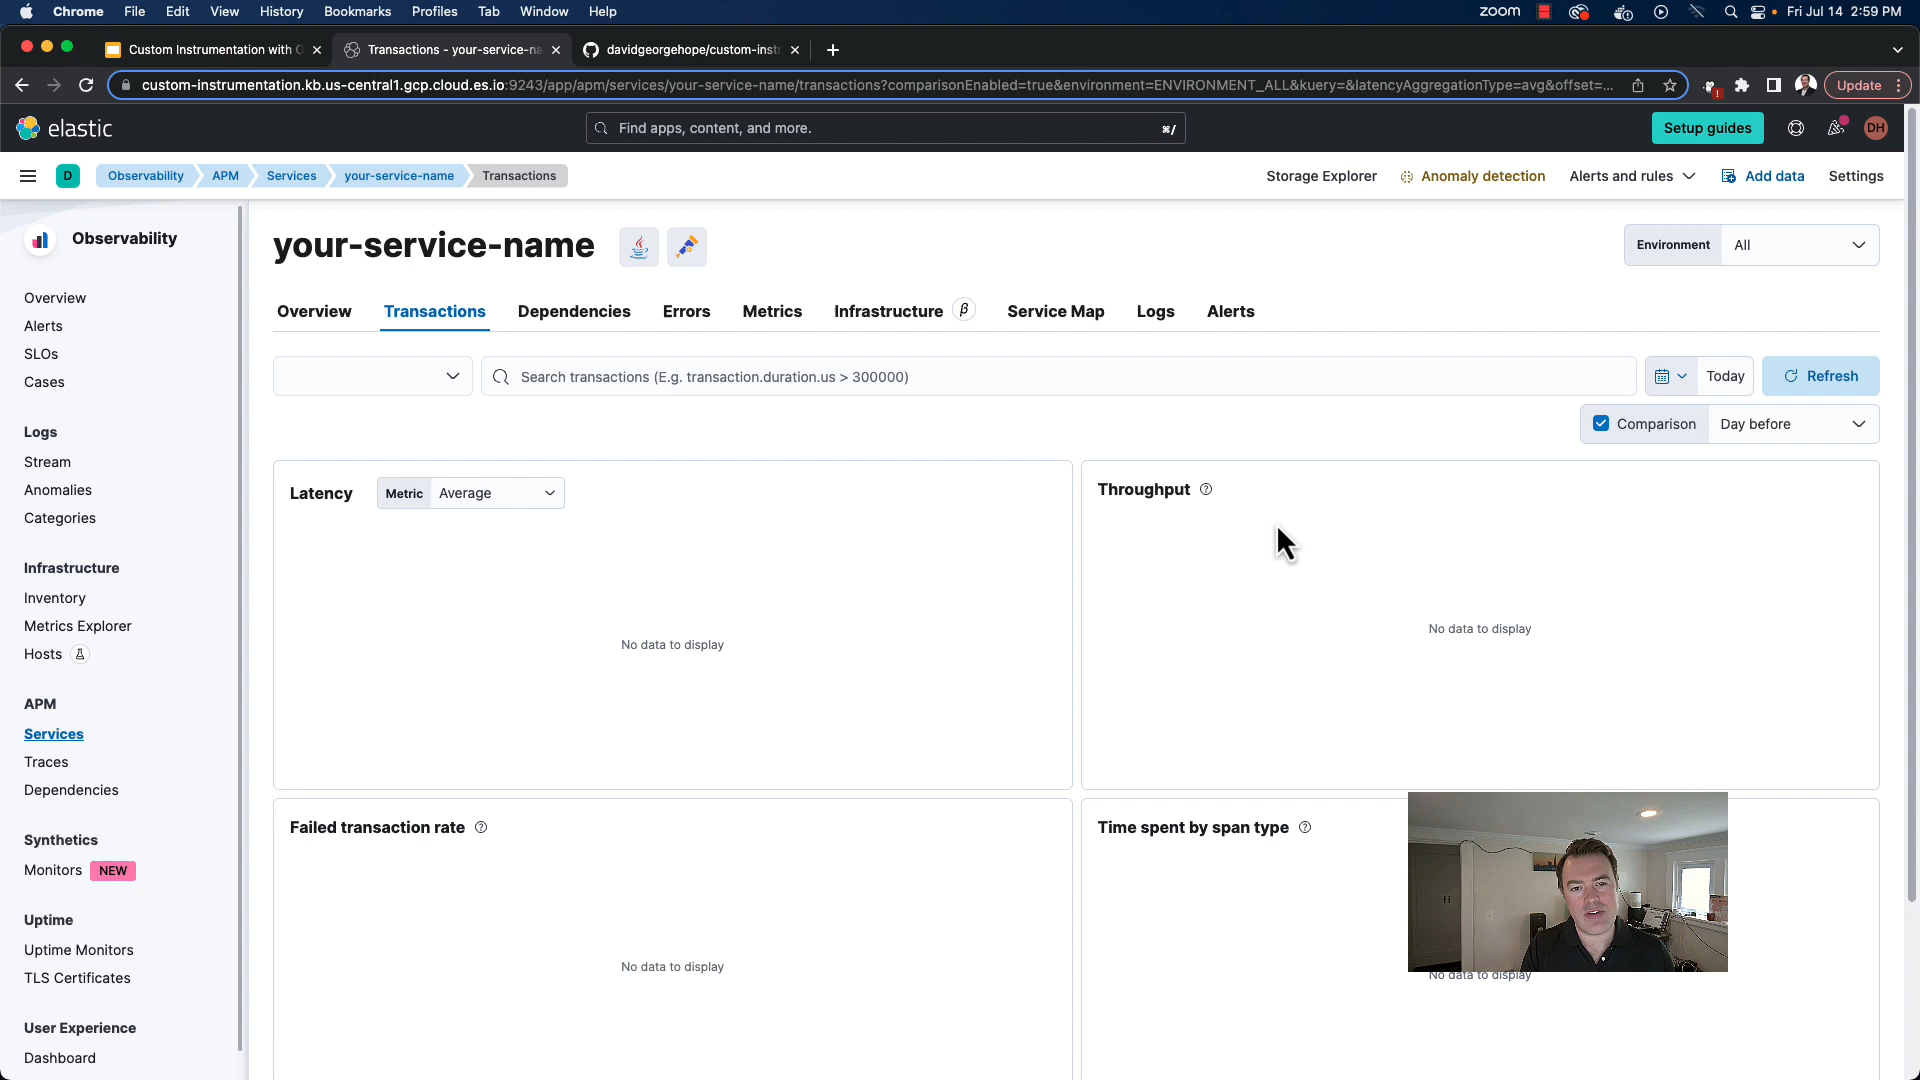 Chrome File Edit View History Bookmarks Profiles Tab Window Help zoom Fri Jul 14 2:59 PM
Custom Instrumentation with O Transactions - your-service-na davidgeorgehope/custom-inst
custom-instrumentation.kb.us-central1.gcp.cloud.es.io:9243/app/apm/services/your-service-name/transactions?comparisonEnabled=true&environment=ENVIRONMENT_ALL&kuery=&latencyAggregationType=avg&offset=... Update
elastic Find apps, content, and more. ⌘/ Setup guides DH
D Observability APM Services your-service-name Transactions Storage Explorer Anomaly detection Alerts and rules Add data Settings
Observability
Overview
Alerts
SLOs
Cases
Logs
Stream
Anomalies
Categories
Infrastructure
Inventory
Metrics Explorer
Hosts
APM
Services
Traces
Dependencies
Synthetics
Monitors NEW
Uptime
Uptime Monitors
TLS Certificates
User Experience
Dashboard
your-service-name Environment All
Overview Transactions Dependencies Errors Metrics Infrastructure β Service Map Logs Alerts
Search transactions (E.g. transaction.duration.us > 300000) Today Refresh
Comparison Day before
Latency Metric Average
No data to display
Throughput
No data to display
Failed transaction rate
No data to display
Time spent by span type
No data to display